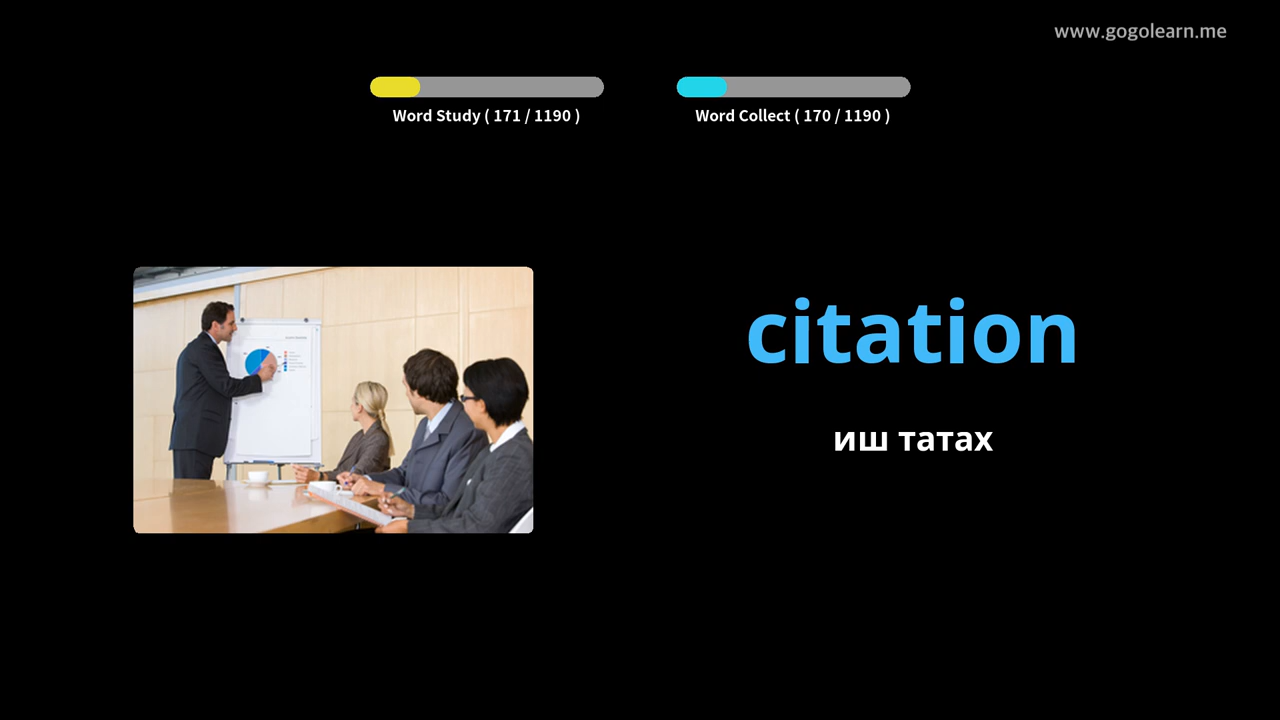 www.gogolearn.me
Word Study ( 171 / 1190 )
Word Collect ( 170 / 1190 )
citation
иш татах